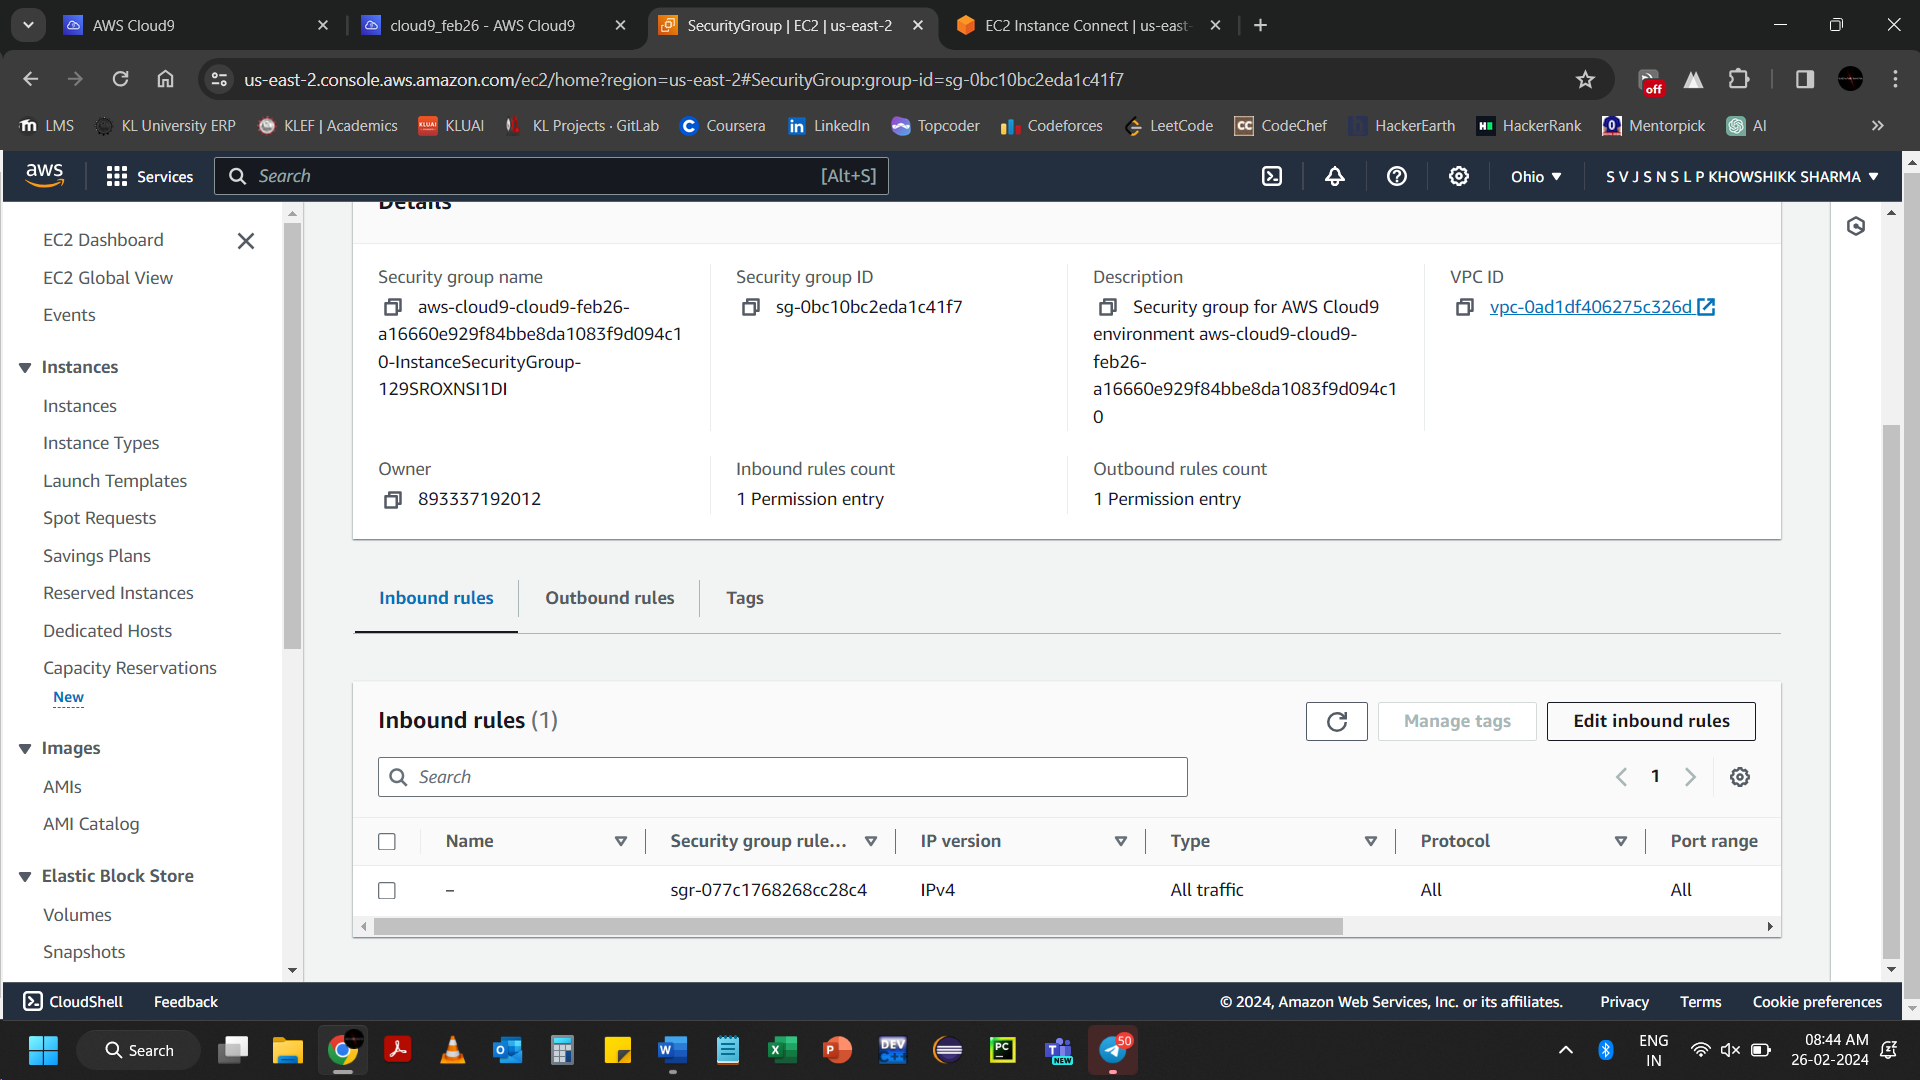 AWS Cloud9
cloud9_feb26 - AWS Cloud9
SecurityGroup | EC2 | us-east-2
EC2 Instance Connect | us-east-
us-east-2.console.aws.amazon.com/ec2/home?region=us-east-2#SecurityGroup:group-id=sg-0bc10bc2eda1c41f7
off
LMS
KL University ERP
KLEF | Academics
KLUAI
KL Projects · GitLab
Coursera
LinkedIn
Topcoder
Codeforces
LeetCode
CodeChef
HackerEarth
HackerRank
Mentorpick
AI
aws
Services
Search
[Alt+S]
Ohio
S V J S N S L P KHOWSHIKK SHARMA
EC2 Dashboard
EC2 Global View
Events
Instances
Instances
Instance Types
Launch Templates
Spot Requests
Savings Plans
Reserved Instances
Dedicated Hosts
Capacity Reservations
New
Images
AMIs
AMI Catalog
Elastic Block Store
Volumes
Snapshots
Details
Security group name
aws-cloud9-cloud9-feb26-
a16660e929f84bbe8da1083f9d094c1
0-InstanceSecurityGroup-
129SROXNSI1DI
Security group ID
sg-0bc10bc2eda1c41f7
Description
Security group for AWS Cloud9
environment aws-cloud9-cloud9-
feb26-
a16660e929f84bbe8da1083f9d094c1
0
VPC ID
vpc-0ad1df406275c326d
Owner
893337192012
Inbound rules count
1 Permission entry
Outbound rules count
1 Permission entry
Inbound rules
Outbound rules
Tags
Inbound rules (1)
Manage tags
Edit inbound rules
Search
1
Name
Security group rule...
IP version
Type
Protocol
Port range
–
sgr-077c1768268cc28c4
IPv4
All traffic
All
All
CloudShell
Feedback
© 2024, Amazon Web Services, Inc. or its affiliates.
Privacy
Terms
Cookie preferences
Search
DEV
PC
NEW
50
ENG
IN
08:44 AM
26-02-2024